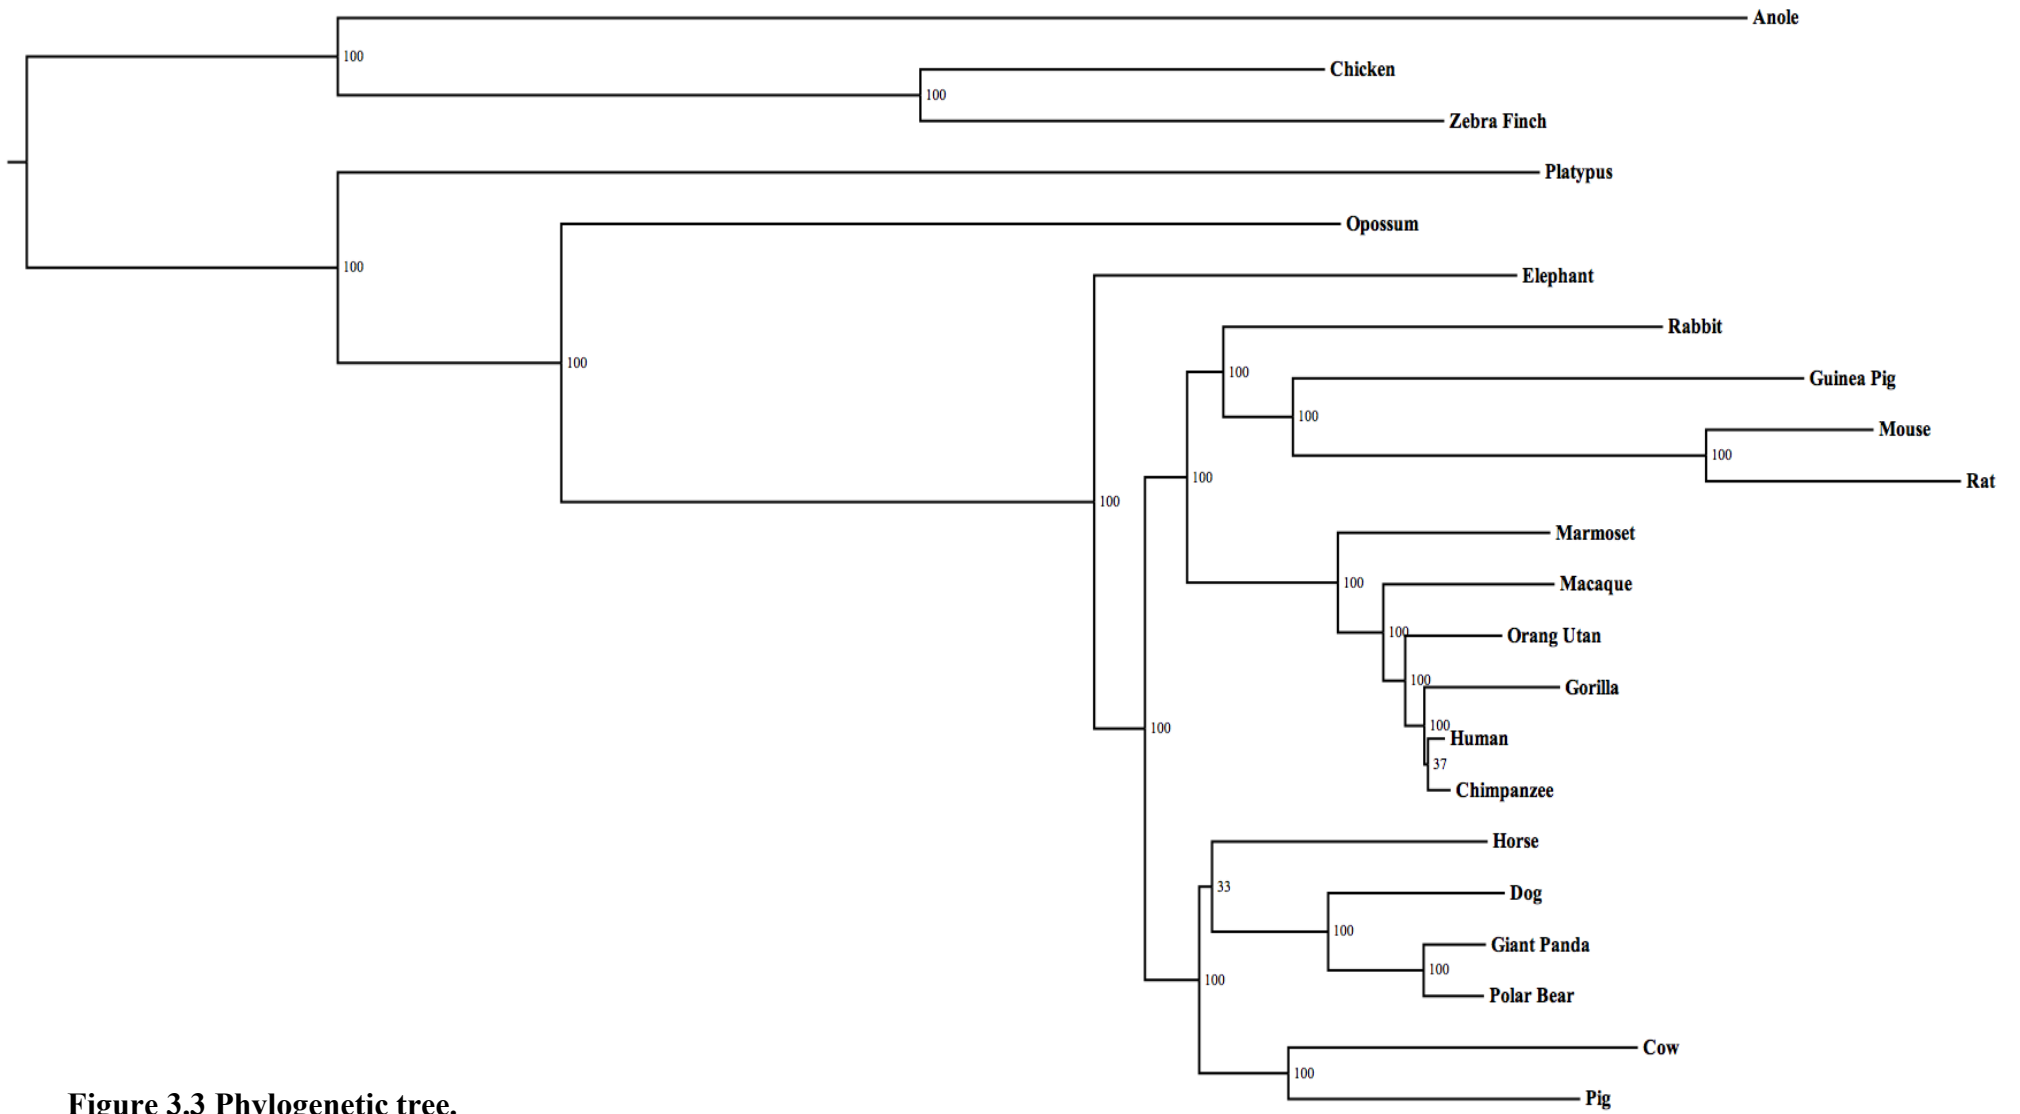 Anole
100
Chicken
100
Zebra Finch
Platypus
Opossum
100
Elephant
Rabbit
100
100
Guinea Pig
100
Mouse
100
Rat
100
100
Marmoset
100
Macaque
100
Orang Utan
100
Gorilla
100
100
Human
37
Chimpanzee
Horse
33
Dog
100
Giant Panda
100
100
Polar Bear
Cow
100
Pig
Figure 3.3 Phylogenetic tree.